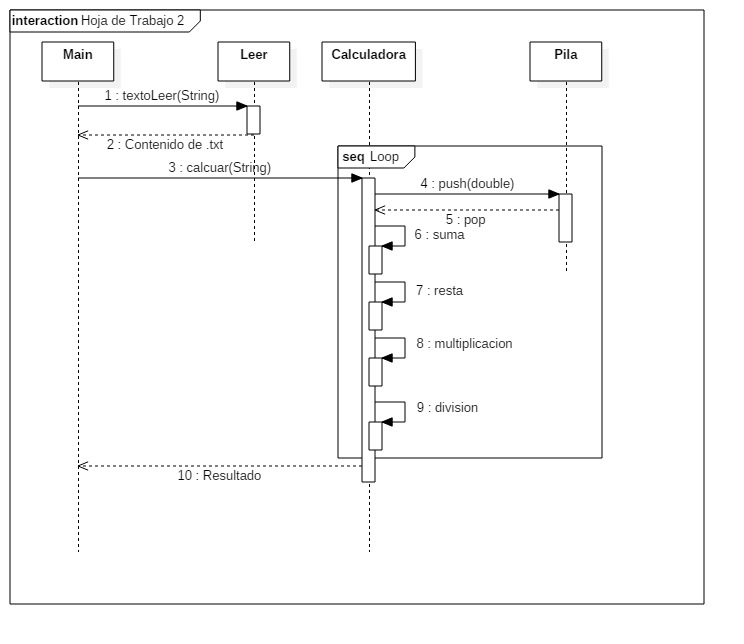 interaction Hoja de Trabajo 2
Main
Leer
Calculadora
Pila
1 : textoLeer(String)
2 : Contenido de .txt
seq Loop
3 : calcuar(String)
4 : push(double)
5 : pop
6 : suma
7 : resta
8 : multiplicacion
9 : division
10 : Resultado